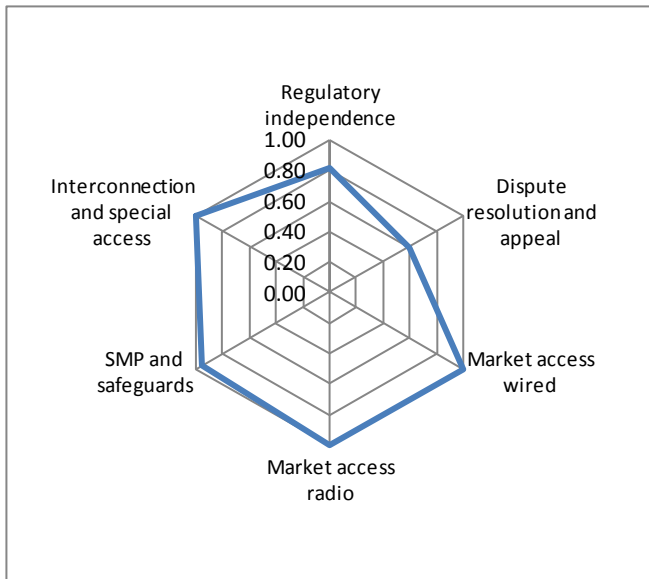 Regulatory
independence
1.00
0.80
0.60
0.40
0.20
0.00
Dispute
resolution and
appeal
Market access
wired
Market access
radio
SMP and
safeguards
Interconnection
and special
access